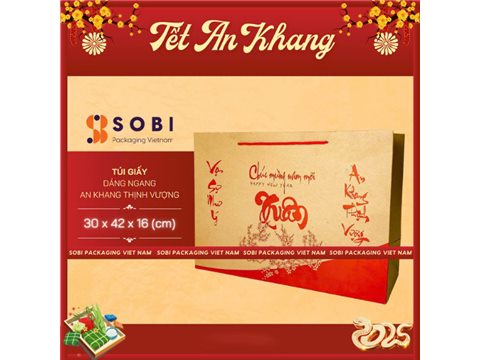 Tết An Khang
SOBI
Packaging Vietnam
TÚI GIẤY
DÁNG NGANG
AN KHANG THỊNH VƯỢNG
30 x 42 x 16 (cm)
Vạn Sự Như Ý
Chúc mừng năm mới
HAPPY NEW YEAR
Xuân
An Khang Thịnh Vượng
SOBI PACKAGING VIET NAM SOBI PACKAGING VIET NAM SOBI PACKAGING VIET NAM SOBI PACKAGING VIET NAM
2025